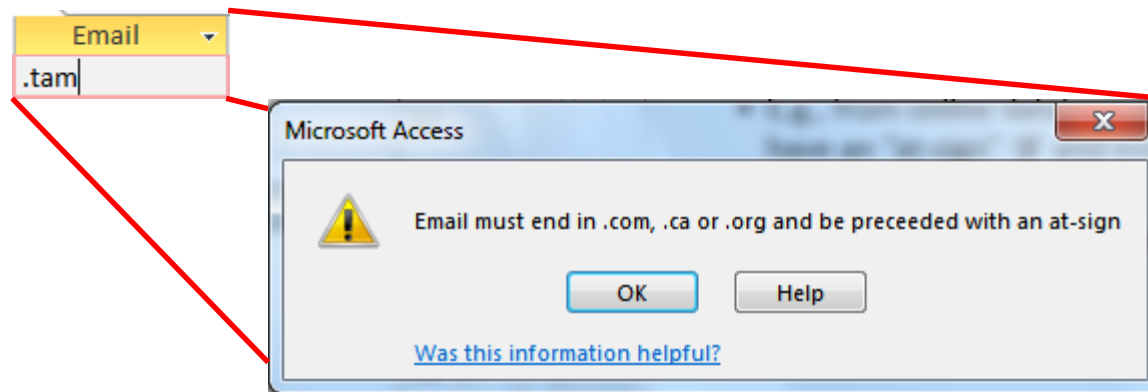 Email
.tam
Microsoft Access
Email must end in .com, .ca or .org and be preceeded with an at-sign
OK
Help
Was this information helpful?